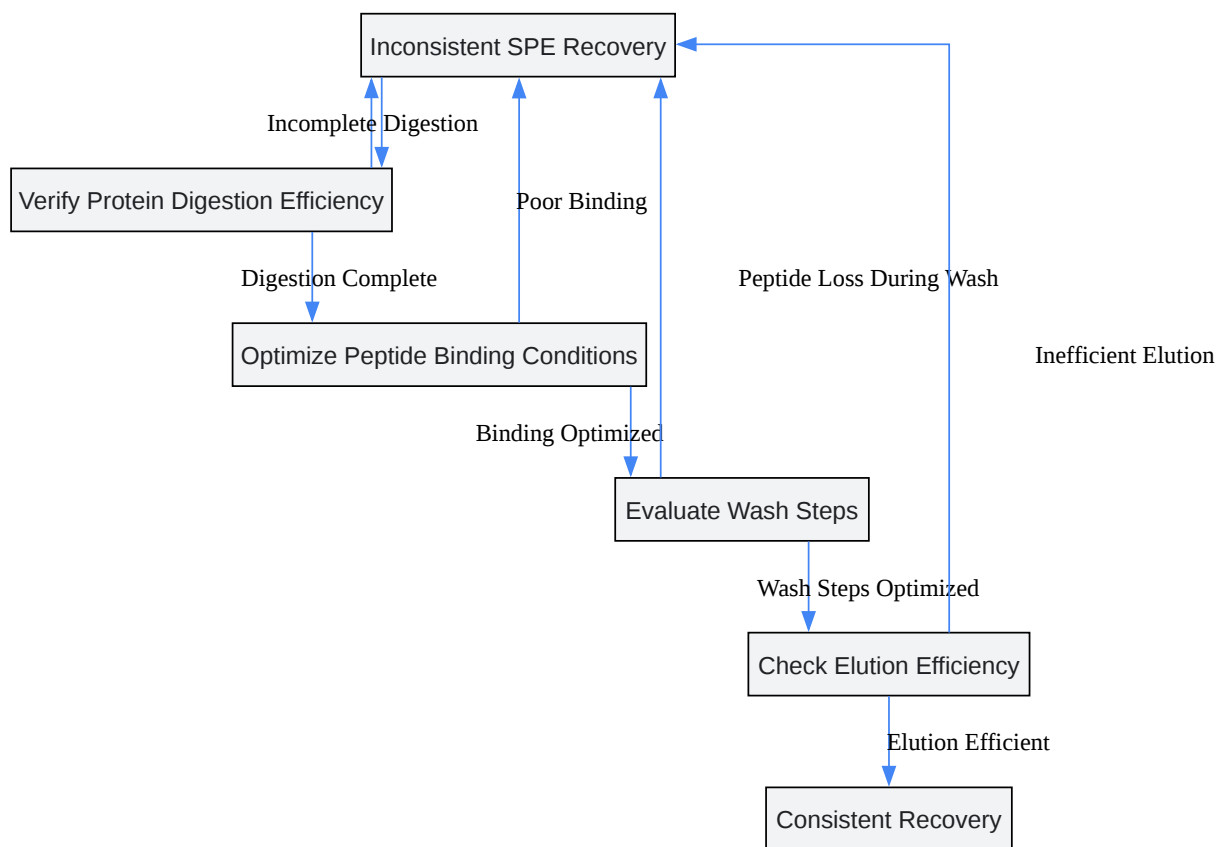 Inconsistent SPE Recovery
Incomplete Digestion
Verify Protein Digestion Efficiency
Poor Binding
Digestion Complete
Peptide Loss During Wash
Optimize Peptide Binding Conditions
Inefficient Elution
Binding Optimized
Evaluate Wash Steps
Wash Steps Optimized
Check Elution Efficiency
Elution Efficient
Consistent Recovery